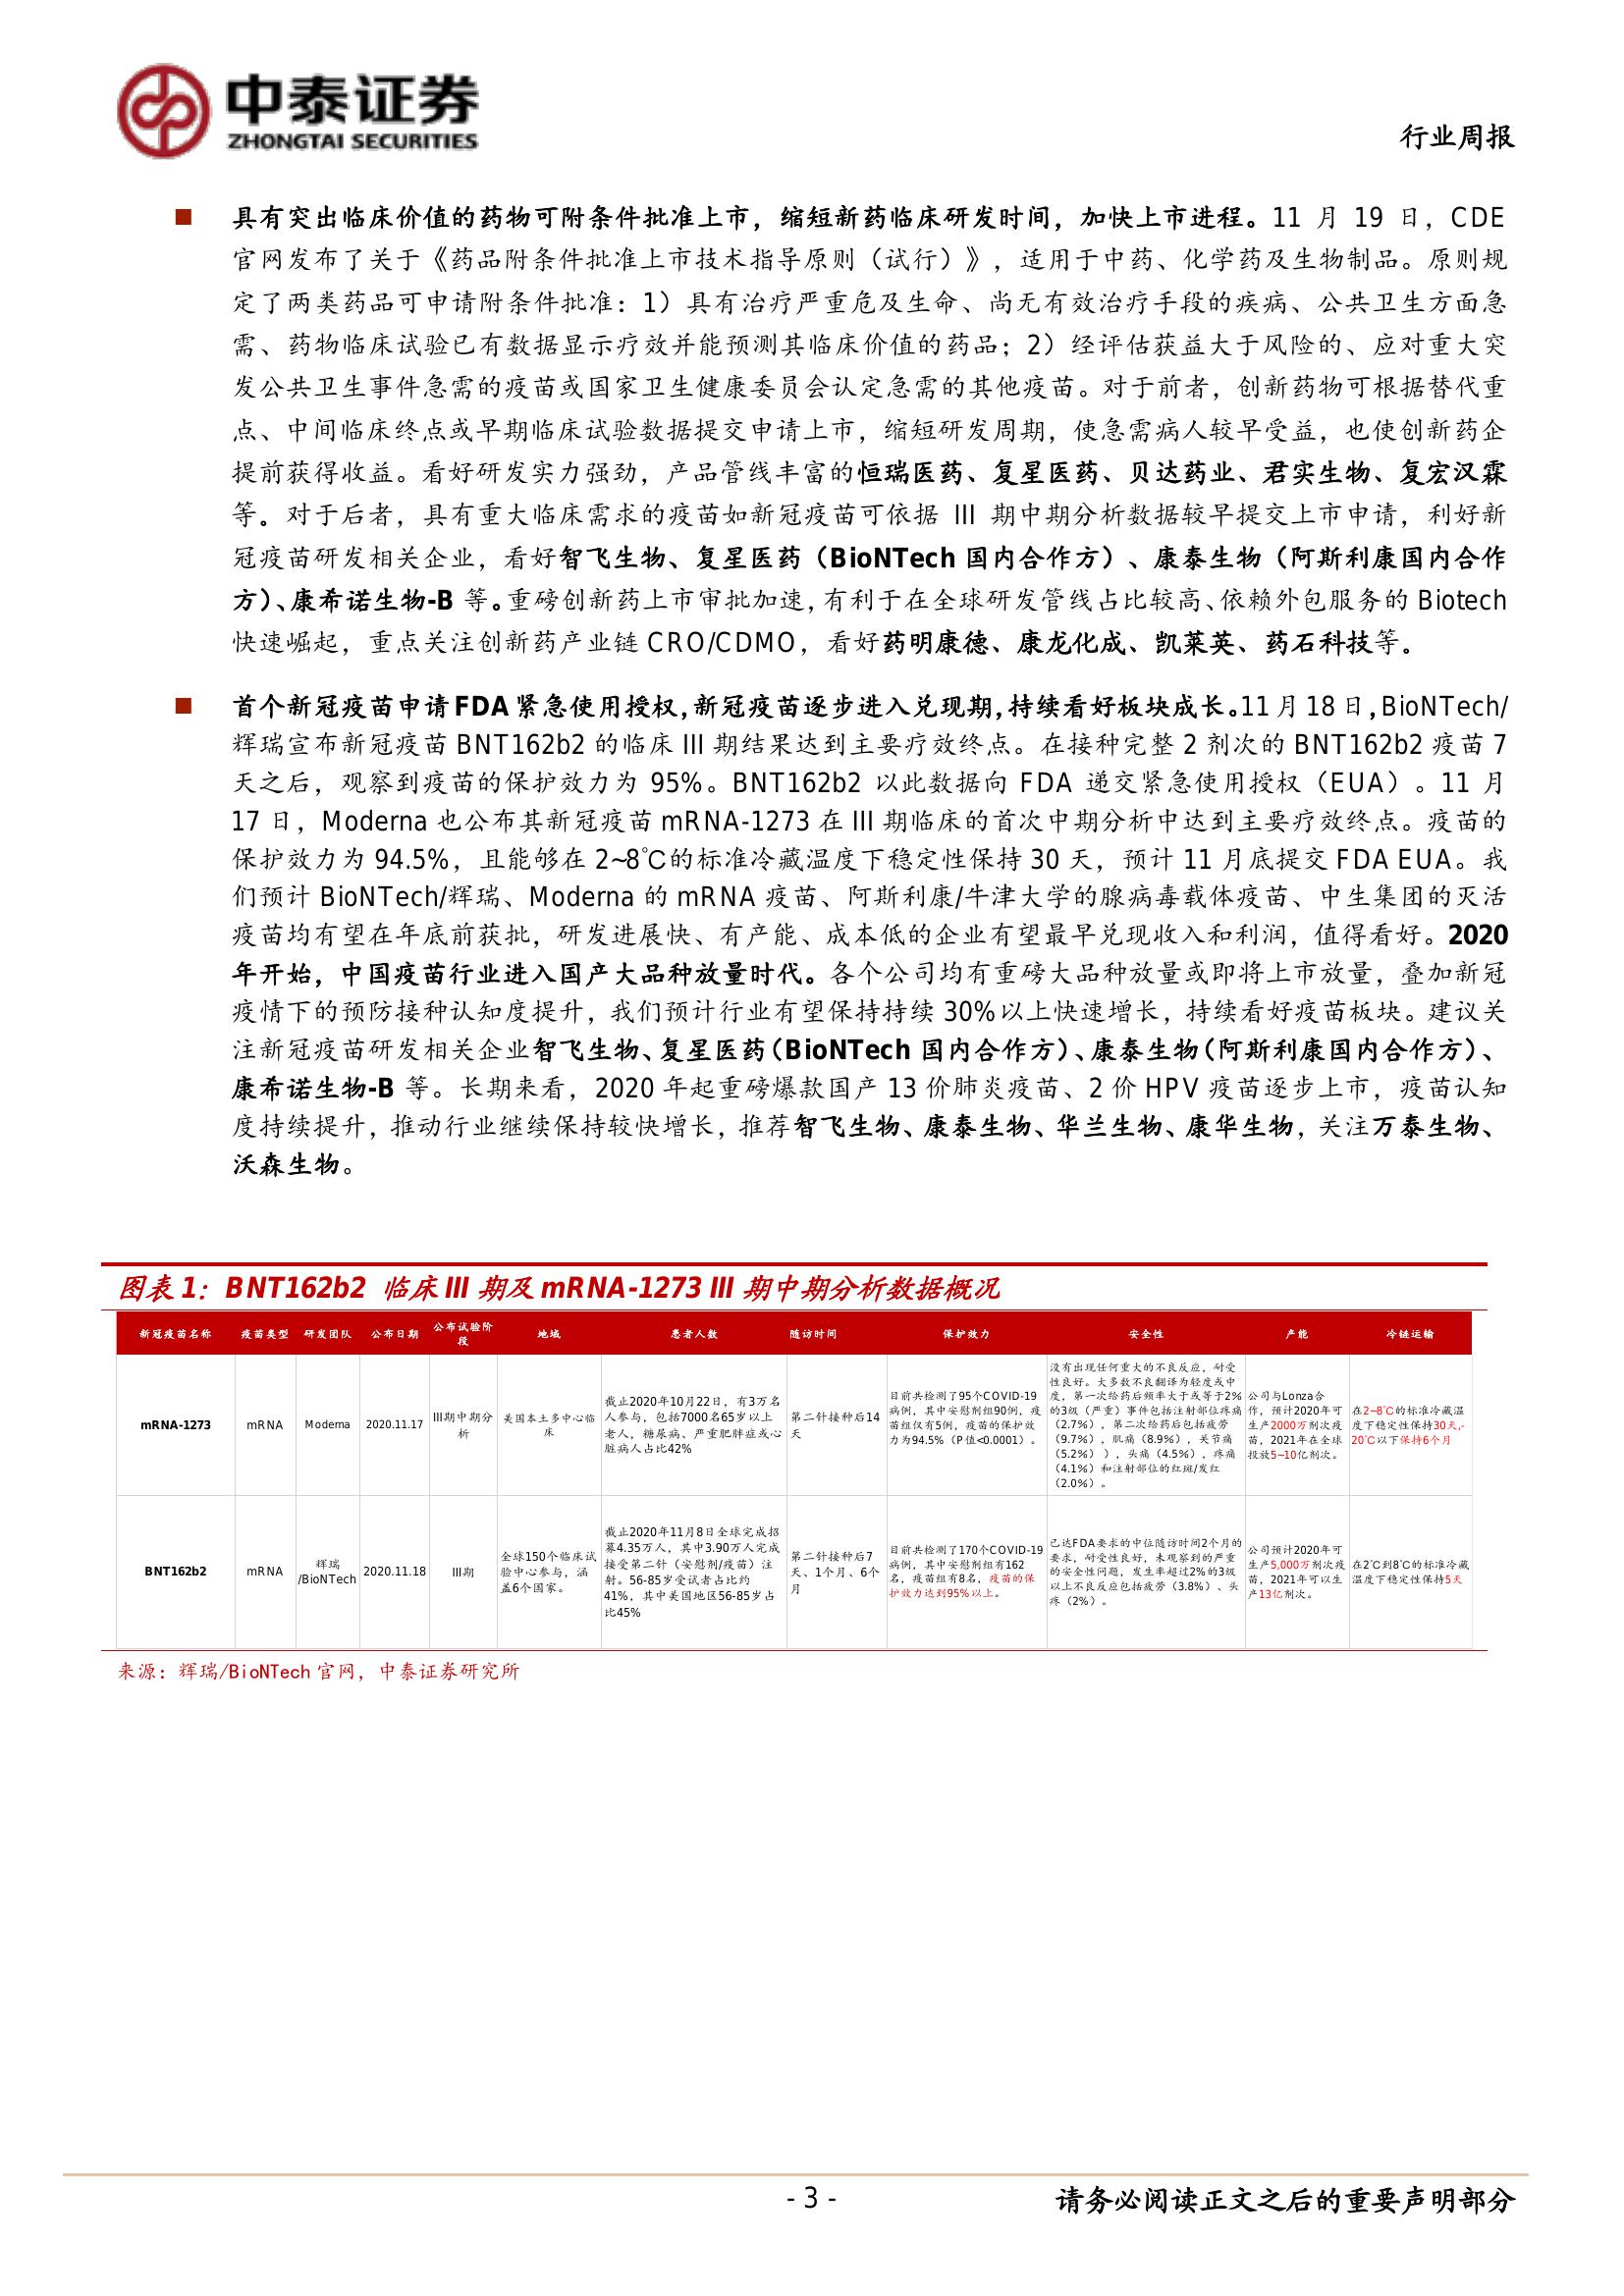 中泰证券
ZHONGTAI SECURITIES
行业周报
■ 具有突出临床价值的药物可附条件批准上市，缩短新药临床研发时间，加快上市进程。11 月 19 日，CDE
官网发布了关于《药品附条件批准上市技术指导原则（试行）》，适用于中药、化学药及生物制品。原则规
定了两类药品可申请附条件批准：1）具有治疗严重危及生命、尚无有效治疗手段的疾病、公共卫生方面急
需、药物临床试验已有数据显示疗效并能预测其临床价值的药品；2）经评估获益大于风险的、应对重大突
发公共卫生事件急需的疫苗或国家卫生健康委员会认定急需的其他疫苗。对于前者，创新药物可根据替代重
点、中间临床终点或早期临床试验数据提交申请上市，缩短研发周期，使急需病人较早受益，也使创新药企
提前获得收益。看好研发实力强劲，产品管线丰富的恒瑞医药、复星医药、贝达药业、君实生物、复宏汉霖
等。对于后者，具有重大临床需求的疫苗如新冠疫苗可依据 III 期中期分析数据较早提交上市申请，利好新
冠疫苗研发相关企业，看好智飞生物、复星医药（BioNTech 国内合作方）、康泰生物（阿斯利康国内合作
方）、康希诺生物-B 等。重磅创新药上市审批加速，有利于在全球研发管线占比较高、依赖外包服务的 Biotech
快速崛起，重点关注创新药产业链 CRO/CDMO，看好药明康德、康龙化成、凯莱英、药石科技等。
■ 首个新冠疫苗申请 FDA 紧急使用授权，新冠疫苗逐步进入兑现期，持续看好板块成长。11 月 18 日，BioNTech/
辉瑞宣布新冠疫苗 BNT162b2 的临床 III 期结果达到主要疗效终点。在接种完整 2 剂次的 BNT162b2 疫苗 7
天之后，观察到疫苗的保护效力为 95%。BNT162b2 以此数据向 FDA 递交紧急使用授权（EUA）。11 月
17 日，Moderna 也公布其新冠疫苗 mRNA-1273 在 III 期临床的首次中期分析中达到主要疗效终点。疫苗的
保护效力为 94.5%，且能够在 2~8℃的标准冷藏温度下稳定性保持 30 天，预计 11 月底提交 FDA EUA。我
们预计 BioNTech/辉瑞、Moderna 的 mRNA 疫苗、阿斯利康/牛津大学的腺病毒载体疫苗、中生集团的灭活
疫苗均有望在年底前获批，研发进展快、有产能、成本低的企业有望最早兑现收入和利润，值得看好。2020
年开始，中国疫苗行业进入国产大品种放量时代。各个公司均有重磅大品种放量或即将上市放量，叠加新冠
疫情下的预防接种认知度提升，我们预计行业有望保持持续 30%以上快速增长，持续看好疫苗板块。建议关
注新冠疫苗研发相关企业智飞生物、复星医药（BioNTech 国内合作方）、康泰生物（阿斯利康国内合作方）、
康希诺生物-B 等。长期来看，2020 年起重磅爆款国产 13 价肺炎疫苗、2 价 HPV 疫苗逐步上市，疫苗认知
度持续提升，推动行业继续保持较快增长，推荐智飞生物、康泰生物、华兰生物、康华生物，关注万泰生物、
沃森生物。
图表 1：BNT162b2 临床 III 期及 mRNA-1273 III 期中期分析数据概况
新冠疫苗名称 疫苗类型 研发团队 公布日期 公布试验阶
段 地域 患者人数 随访时间 保护效力 安全性 产能 冷链运输
mRNA-1273
mRNA
Moderna
2020.11.17
III期中期分
析
美国本土多中心临
床
截止2020年10月22日，有3万名
人参与，包括7000名65岁以上
老人，糖尿病、严重肥胖症或心
脏病人占比42%
第二针接种后14
天
目前共检测了95个COVID-19
病例，其中安慰剂组90例，疫
苗组仅有5例，疫苗的保护效
力为94.5%（P值<0.0001）。
没有出现任何重大的不良反应，耐受
性良好。大多数不良翻译为轻度或中
度，第一次给药后频率大于或等于2%
的3级（严重）事件包括注射部位疼痛
（2.7%），第二次给药后包括疲劳
（9.7%），肌痛（8.9%），关节痛
（5.2%）），头痛（4.5%），疼痛
（4.1%）和注射部位的红斑/发红
（2.0%）。
公司与Lonza合
作，预计2020年可
生产2000万剂次疫
苗，2021年在全球
投放5~10亿剂次。
在2~8℃的标准冷藏温
度下稳定性保持30天,-
20℃以下保持6个月
BNT162b2
mRNA
辉瑞
/BioNTech
2020.11.18
III期
全球150个临床试
验中心参与，涵
盖6个国家。
截止2020年11月8日全球完成招
募4.35万人，其中3.90万人完成
接受第二针（安慰剂/疫苗）注
射。56-85岁受试者占比约
41%，其中美国地区56-85岁占
比45%
第二针接种后7
天、1个月、6个
月
目前共检测了170个COVID-19
病例，其中安慰剂组有162
名，疫苗组有8名，疫苗的保
护效力达到95%以上。
已达FDA要求的中位随访时间2个月的
要求，耐受性良好，未观察到的严重
的安全性问题，发生率超过2%的3级
以上不良反应包括疲劳（3.8%）、头
疼（2%）。
公司预计2020年可
生产5,000万剂次疫
苗，2021年可以生
产13亿剂次。
在2℃到8℃的标准冷藏
温度下稳定性保持5天
来源：辉瑞/BioNTech 官网，中泰证券研究所
- 3 -
请务必阅读正文之后的重要声明部分